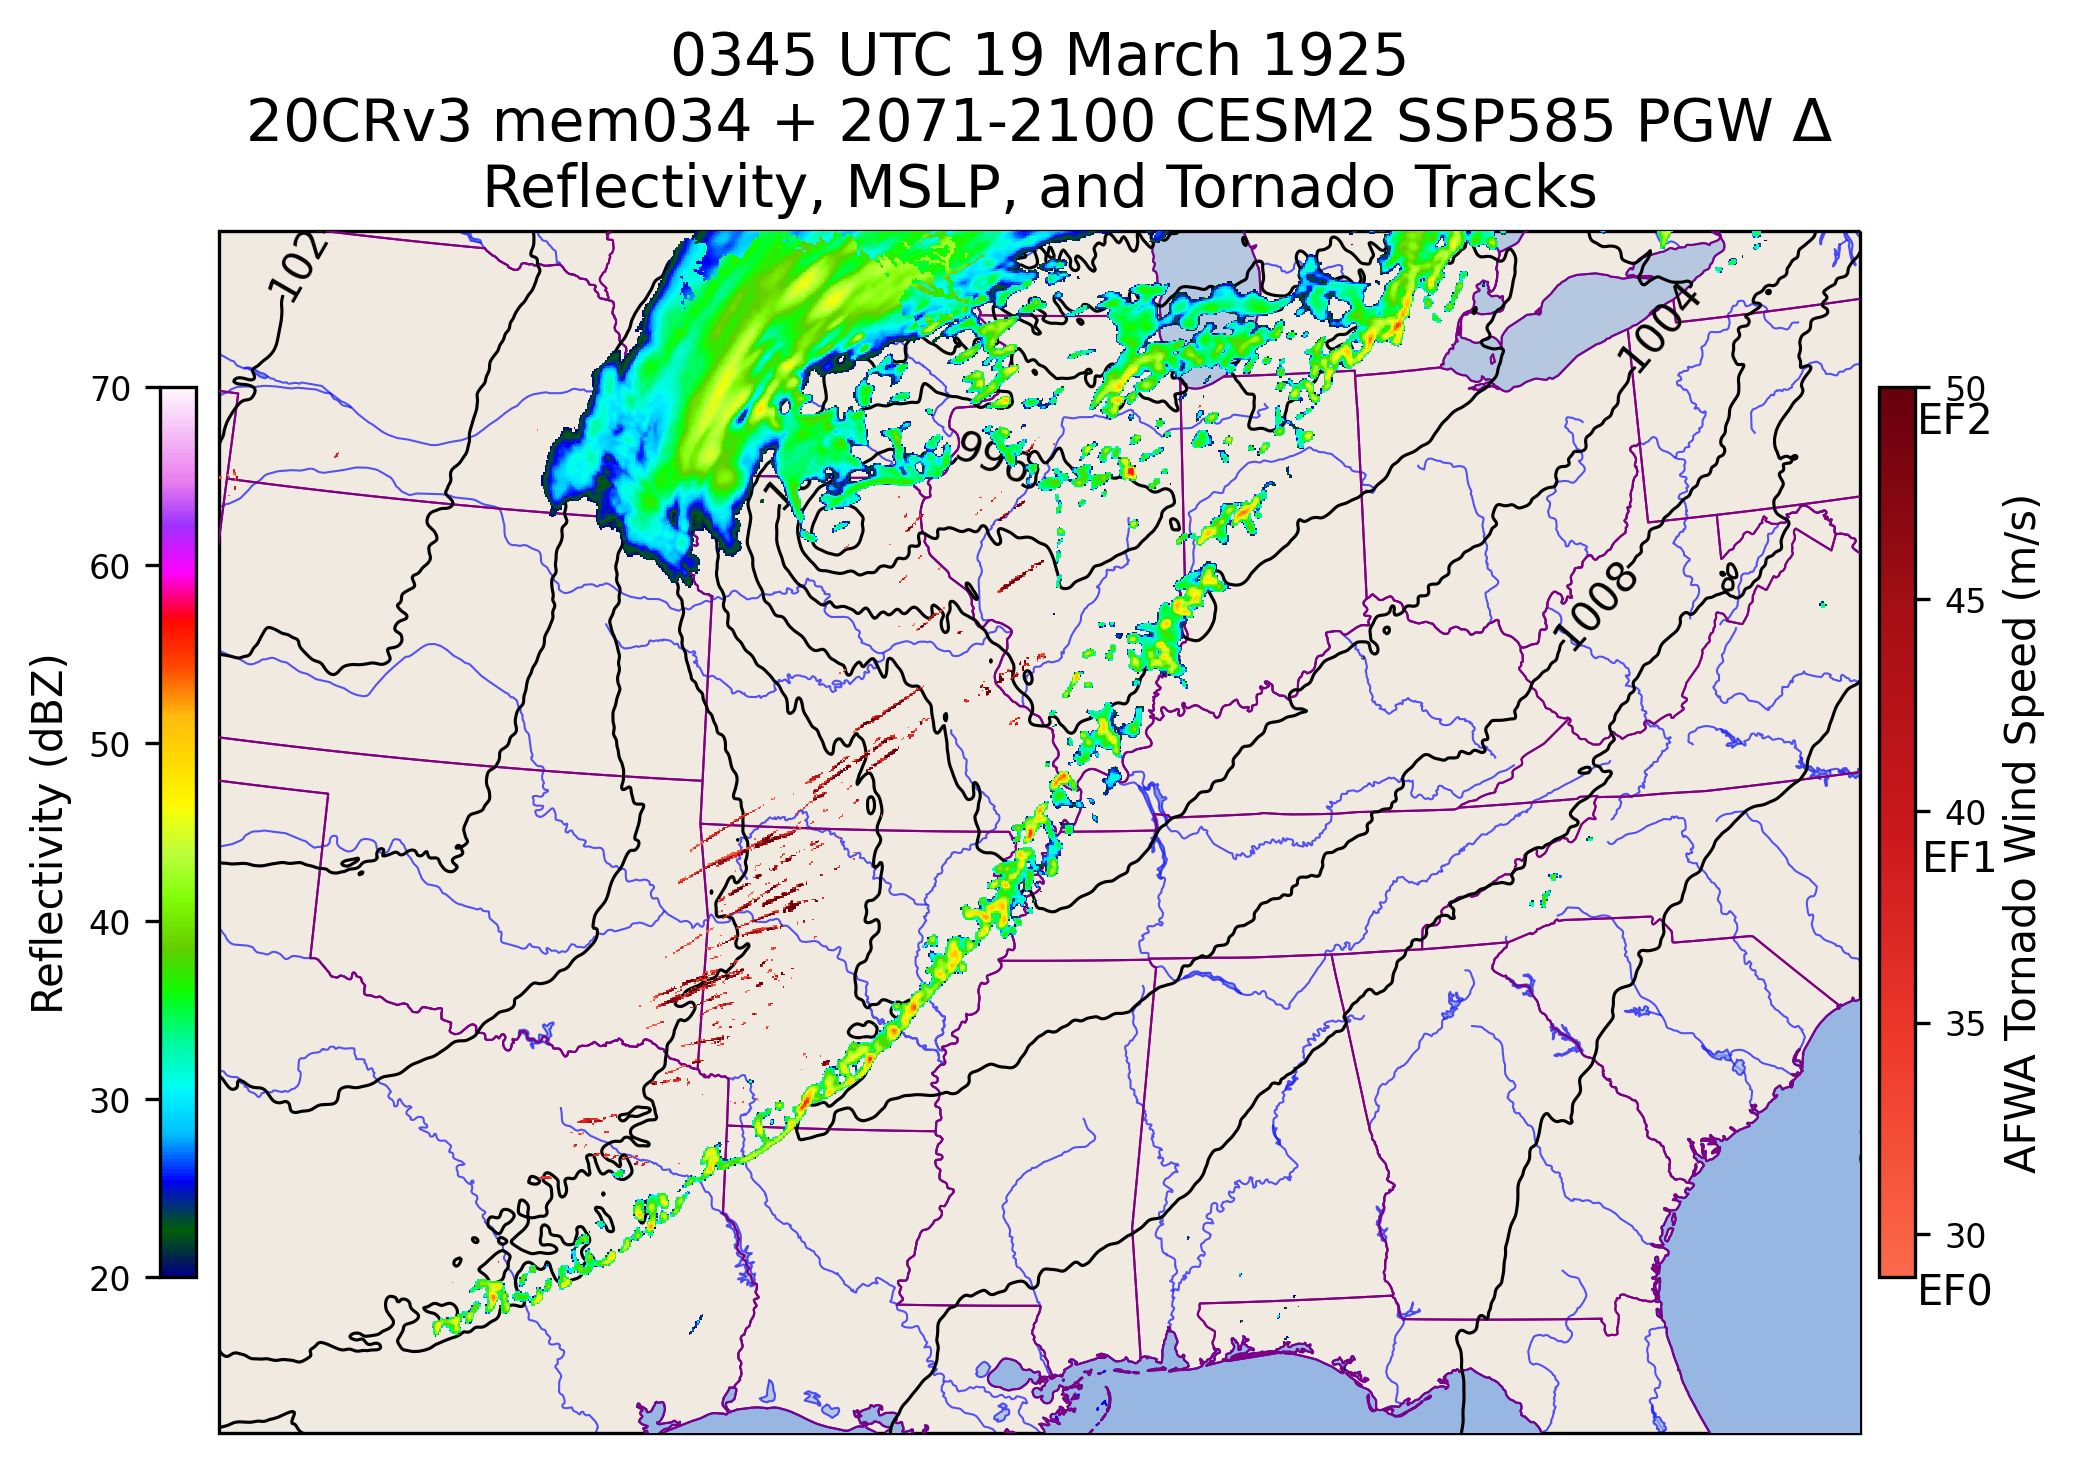 0345 UTC 19 March 1925
20CRv3 mem034 + 2071-2100 CESM2 SSP585 PGW Δ
Reflectivity, MSLP, and Tornado Tracks
102
1004
996
1008
70
60
50
40
30
20
Reflectivity (dBZ)
50
EF2
45
40
EF1
35
30
EF0
AFWA Tornado Wind Speed (m/s)